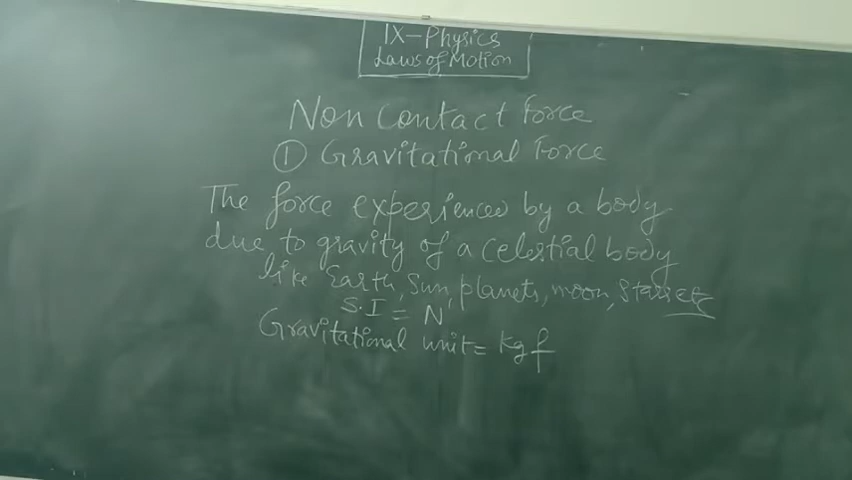 IX-Physics
Laws of Motion
Non Contact Force
① Gravitational Force
The force experienced by a body
due to gravity of a celestial body
like Earth, Sun, planets, moon, stars etc
S.I = N
Gravitational unit = kgf